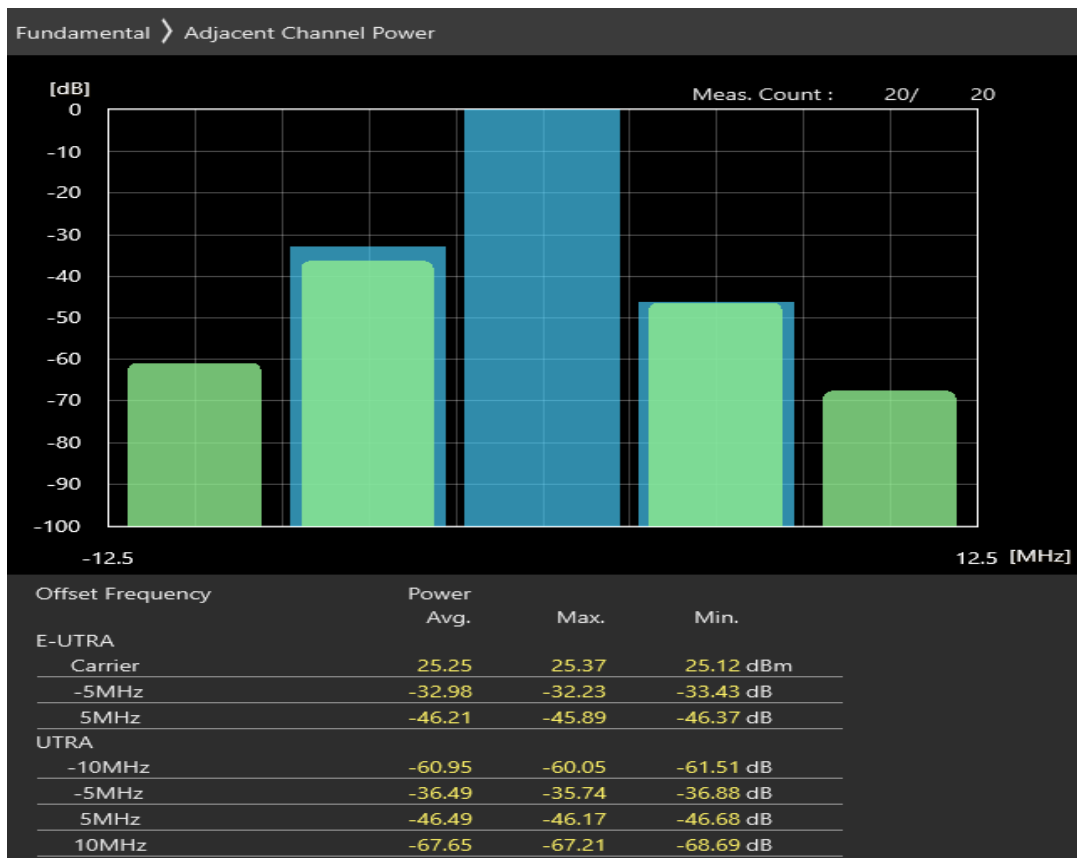 Fundamental ❯ Adjacent Channel Power
[dB]
Meas. Count : 20/ 20
0
-10
-20
-30
-40
-50
-60
-70
-80
-90
-100
-12.5 12.5 [MHz]
Offset Frequency Power
Avg. Max. Min.
E-UTRA
Carrier 25.25 25.37 25.12 dBm
-5MHz -32.98 -32.23 -33.43 dB
5MHz -46.21 -45.89 -46.37 dB
UTRA
-10MHz -60.95 -60.05 -61.51 dB
-5MHz -36.49 -35.74 -36.88 dB
5MHz -46.49 -46.17 -46.68 dB
10MHz -67.65 -67.21 -68.69 dB